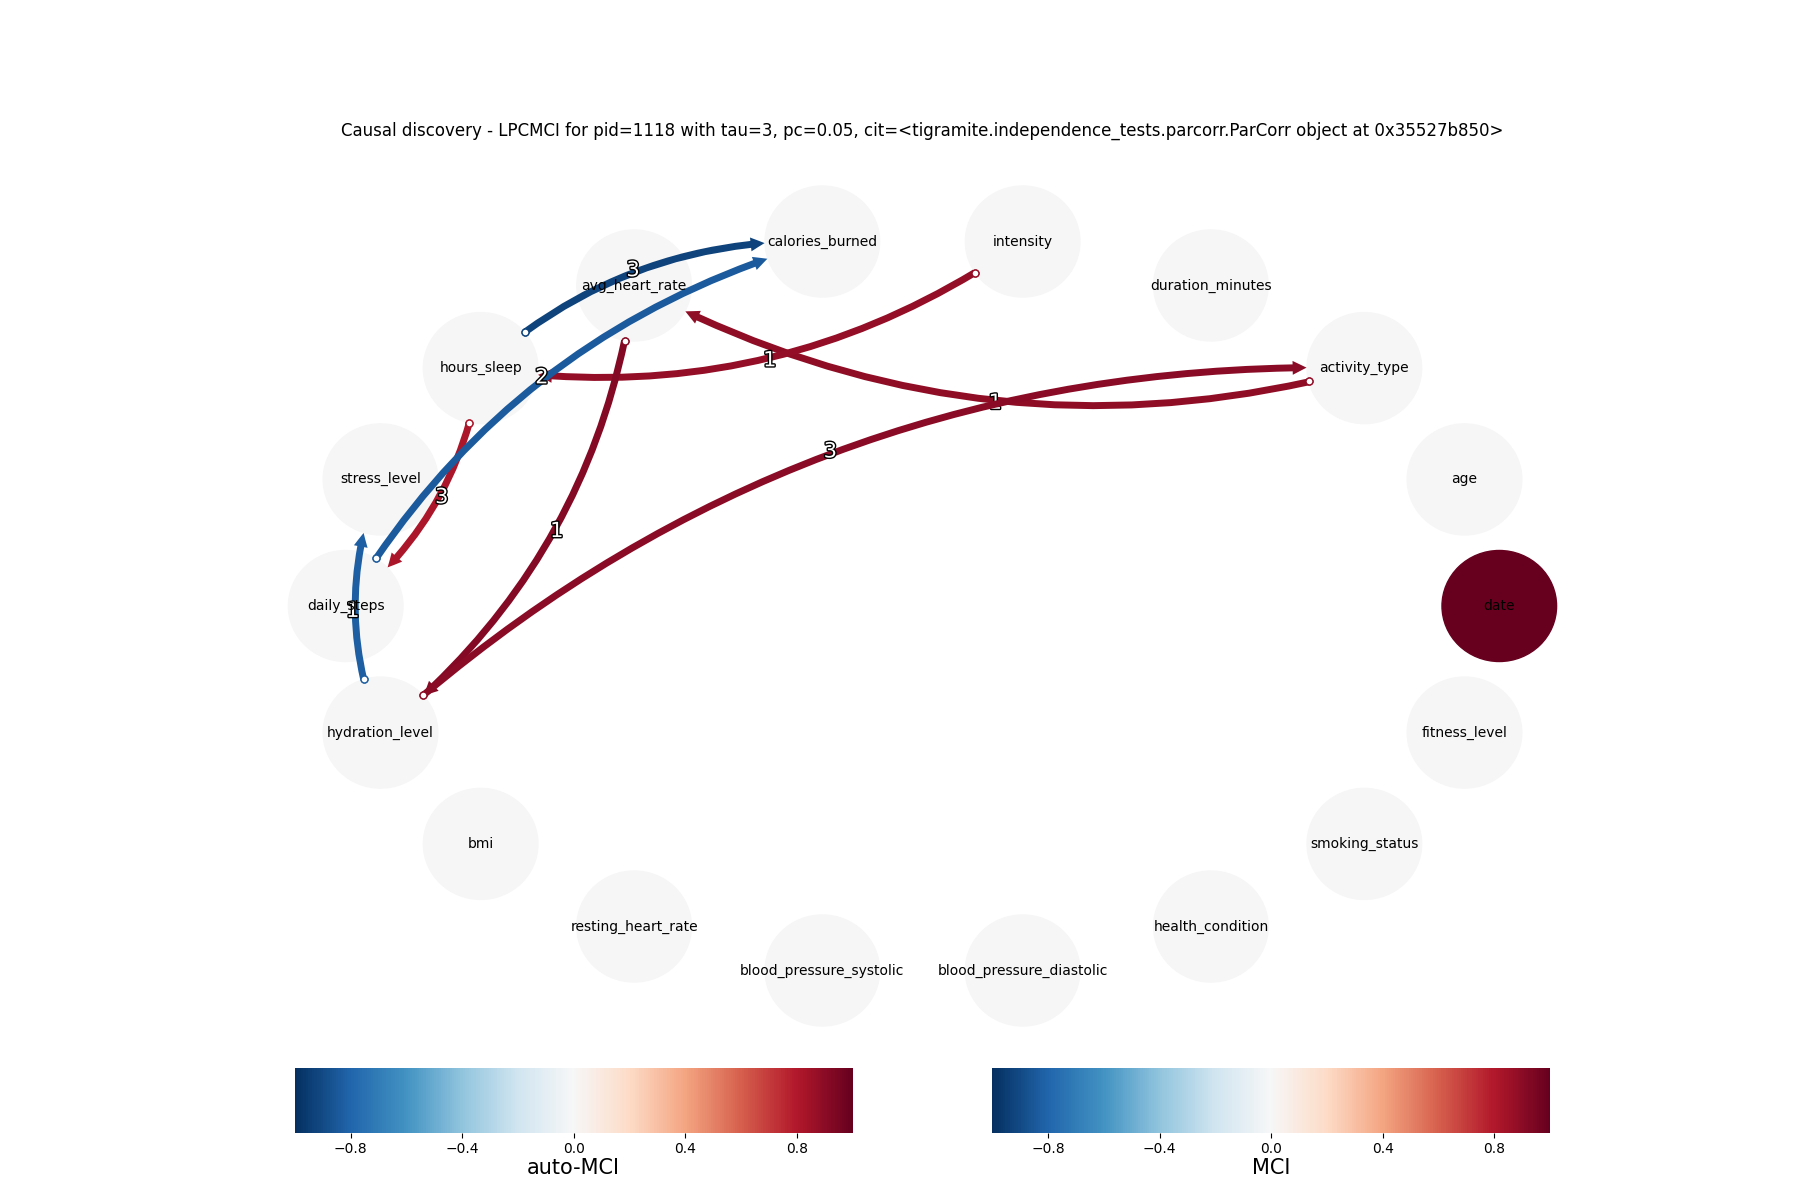 Causal discovery - LPCMCI for pid=1118 with tau=3, pc=0.05, cit=<tigramite.independence_tests.parcorr.ParCorr object at 0x35527b850>
calories_burned
intensity
3
avg_heart_rate
duration_minutes
1
hours_sleep
2
activity_type
1
3
stress_level
3
age
1
daily_steps
1
date
hydration_level
fitness_level
bmi
smoking_status
resting_heart_rate
health_condition
blood_pressure_systolic
blood_pressure_diastolic
−0.8 −0.4 0.0 0.4 0.8
auto-MCI
−0.8 −0.4 0.0 0.4 0.8
MCI